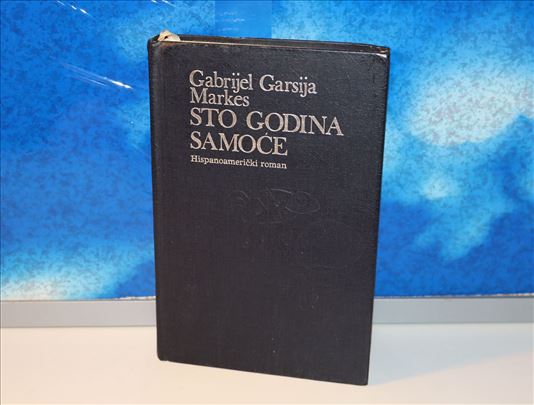 Gabrijel Garsija
Markes
STO GODINA
SAMOĆE
Hispanoamerički roman